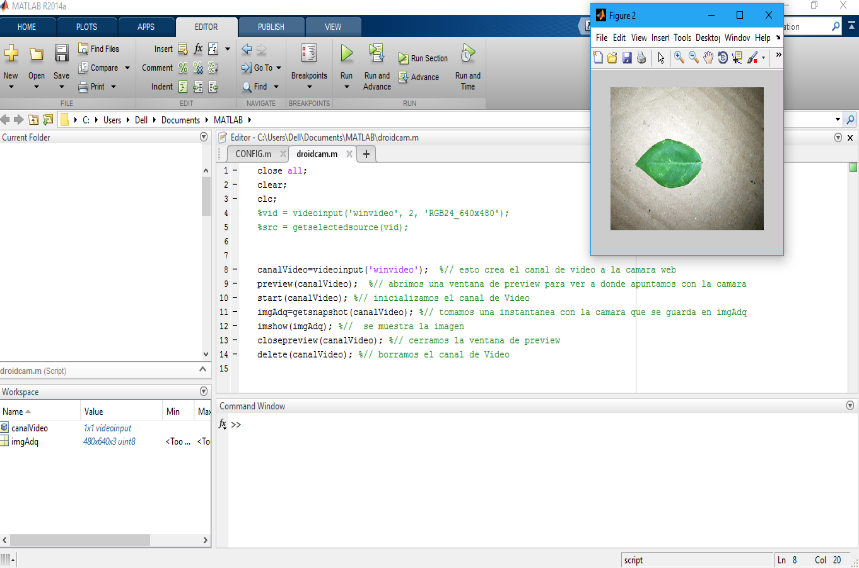 MATLAB R2014a
HOME PLOTS APPS EDITOR PUBLISH VIEW
New Open Save Find Files Compare Print
Insert Comment Indent
Go To Find
Breakpoints
Run Run and Advance Run Section Advance Run and Time
FILE EDIT NAVIGATE BREAKPOINTS RUN
C: Users Dell Documents MATLAB
Current Folder
Editor - C:\Users\Dell\Documents\MATLAB\droidcam.m
CONFIG.m droidcam.m
1 close all;
2 clear;
3 clc;
4 %vid = videoinput('winvideo', 2, 'RGB24_640x480');
5 %src = getselectedsource(vid);
6
7
8 canalVideo=videoinput('winvideo'); %// esto crea el canal de video a la camara web
9 preview(canalVideo); %// abrimos una ventana de preview para ver a donde apuntamos con la camara
10 start(canalVideo); %// inicializamos el canal de Video
11 imgAdq=getsnapshot(canalVideo); %// tomamos una instantanea con la camara que se guarda en imgAdq
12 imshow(imgAdq); %// se muestra la imagen
13 closepreview(canalVideo); %// cerramos la ventana de preview
14 delete(canalVideo); %// borramos el canal de Video
15
droidcam.m (Script)
Workspace
Name Value Min Max
canalVideo 1x1 videoinput
imgAdq 480x640x3 uint8 <Too ... <To
Command Window
fx >>
script Ln 8 Col 20
Figure 2
File Edit View Insert Tools Desktop Window Help